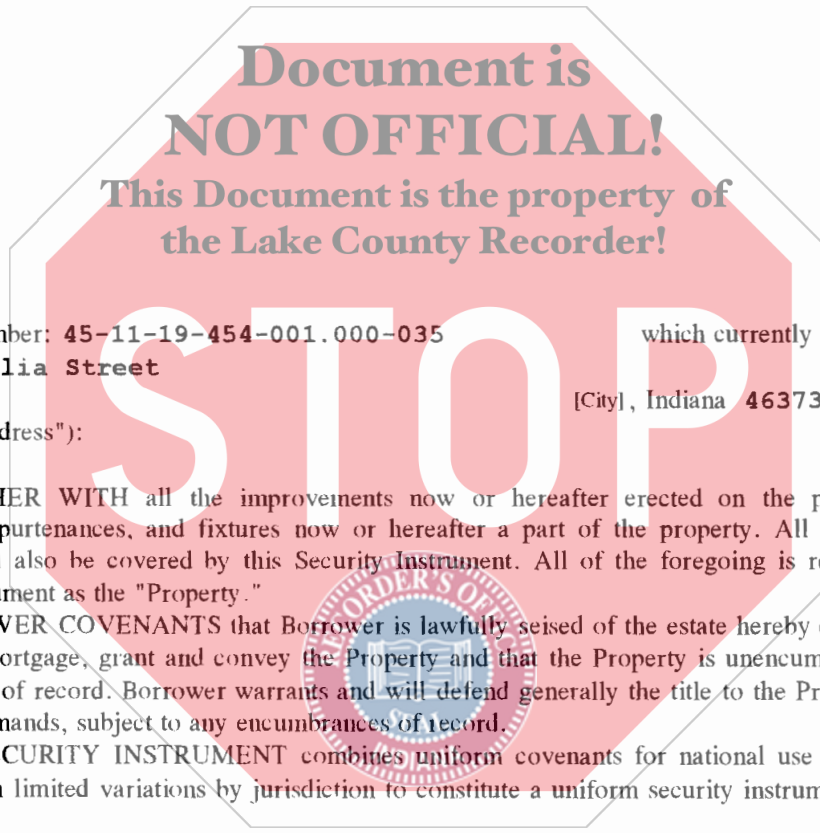 Document is
NOT OFFICIAL!
This Document is the property of
the Lake County Recorder!
STOP
nber: 45-11-19-454-001.000-035 which currently
lia Street
[City], Indiana 46373
dress"):
HER WITH all the improvements now or hereafter erected on the p
purtenances, and fixtures now or hereafter a part of the property. All
also be covered by this Security Instrument. All of the foregoing is re
ument as the "Property."
WER COVENANTS that Borrower is lawfully seised of the estate hereby
ortgage, grant and convey the Property and that the Property is unencum
of record. Borrower warrants and will defend generally the title to the Pr
mands, subject to any encumbrances of record.
CURITY INSTRUMENT combines uniform covenants for national use
limited variations by jurisdiction to constitute a uniform security instrum
RECORDER'S OFFICE
SEAL
INDIANA